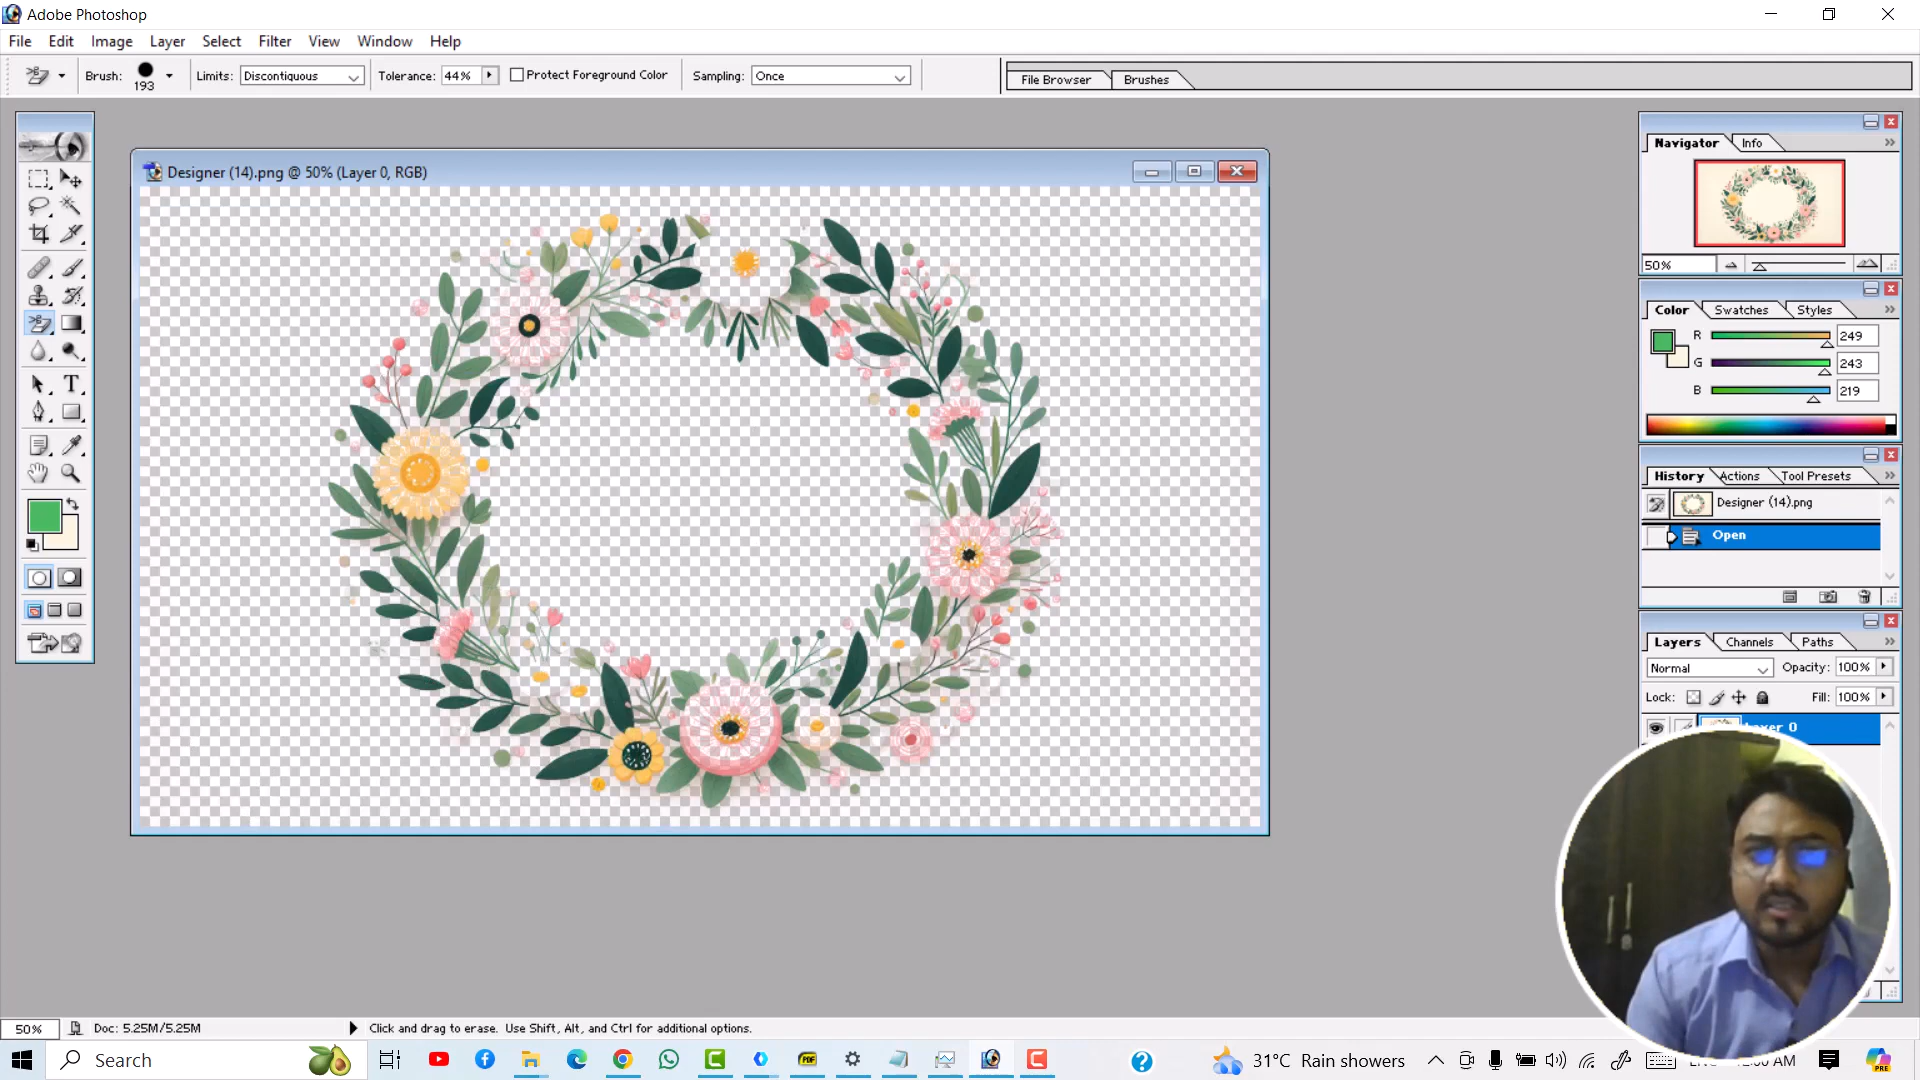 Adobe Photoshop
File Edit Image Layer Select Filter View Window Help
Brush: 193 Limits: Discontiguous Tolerance: 44% Protect Foreground Color Sampling: Once File Browser Brushes
Designer (14).png @ 50% (Layer 0, RGB)
Navigator Info
50%
Color Swatches Styles
R 249
G 243
B 219
History Actions Tool Presets
Designer (14).png
Open
Layers Channels Paths
Normal Opacity: 100%
Lock: Fill: 100%
Layer 0
50% Doc: 5.25M/5.25M Click and drag to erase. Use Shift, Alt, and Ctrl for additional options.
Search 31°C Rain showers AM